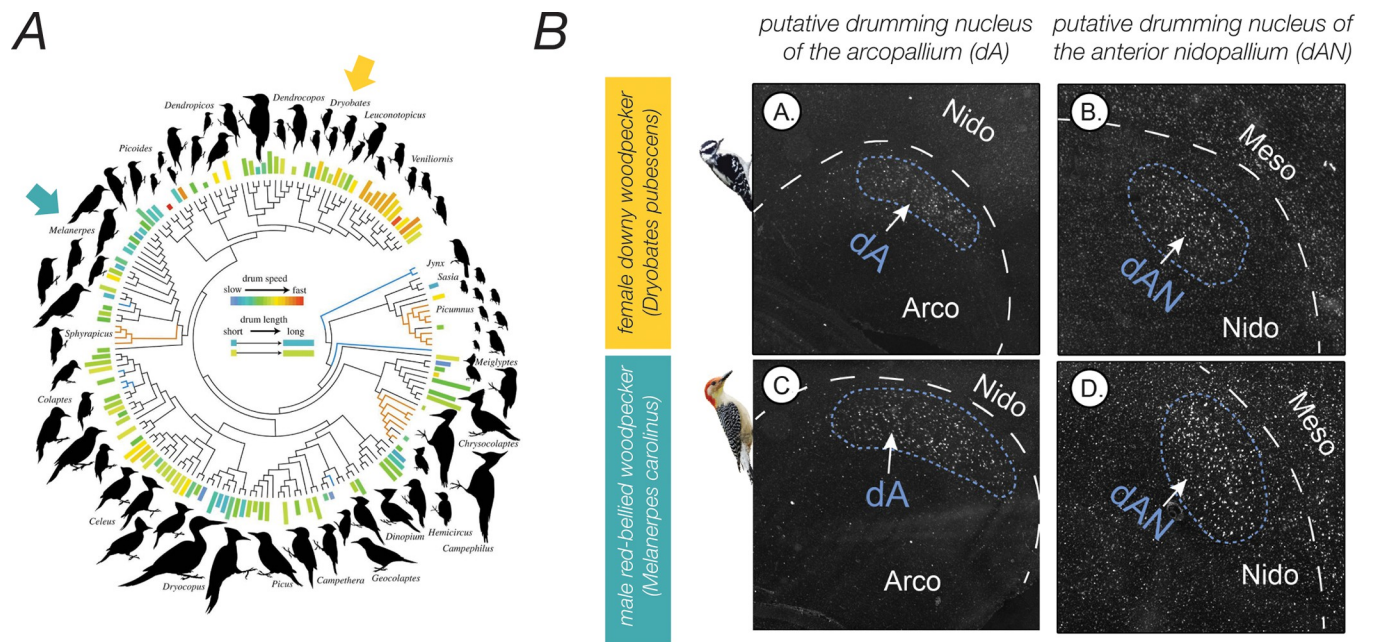 A
Dendropicos
Dendrocopos
Dryobates
Leuconotopicus
Picoides
Veniliornis
Melanerpes
Jynx
Sasia
Picumnus
drum speed
slow
fast
drum length
short
long
Sphyrapicus
Meiglyptes
Colaptes
Chrysocolaptes
Celeus
Hemicircus
Dinopium
Campephilus
Dryocopus
Picus
Campethera
Geocolaptes
B
putative drumming nucleus
of the arcopallium (dA)
putative drumming nucleus of
the anterior nidopallium (dAN)
female downy woodpecker
(Dryobates pubescens)
A.
Nido
dA
Arco
B.
Meso
dAN
Nido
male red-bellied woodpecker
(Melanerpes carolinus)
C
Nido
dA
Arco
D.
Meso
dAN
Nido